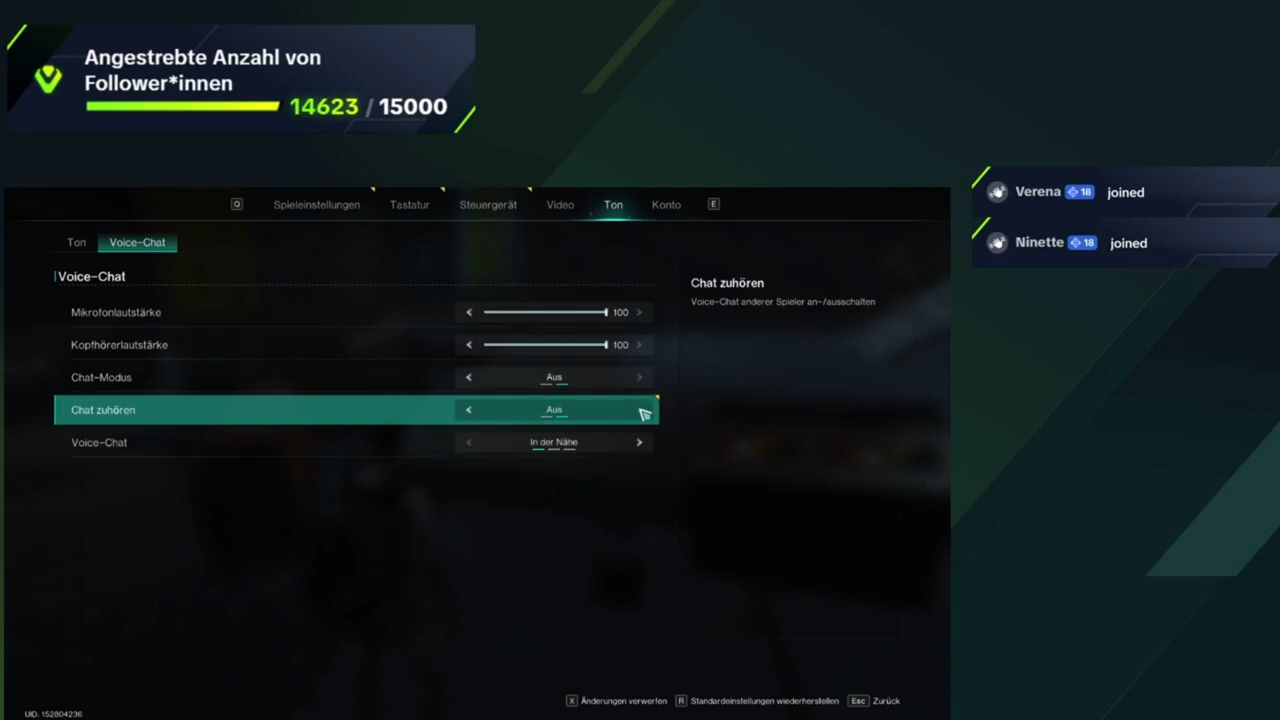 Angestrebte Anzahl von
Follower*innen
14623 / 15000
Verena 18 joined
Ninette 18 joined
Q Spieleinstellungen Tastatur Steuergerät Video Ton Konto E
Ton Voice-Chat
Voice-Chat
Mikrofonlautstärke 100
Kopfhörerlautstärke 100
Chat-Modus Aus
Chat zuhören Aus
Voice-Chat In der Nähe
Chat zuhören
Voice-Chat anderer Spieler an-/ausschalten
X Änderungen verwerfen R Standardeinstellungen wiederherstellen Esc Zurück
UID: 152804236